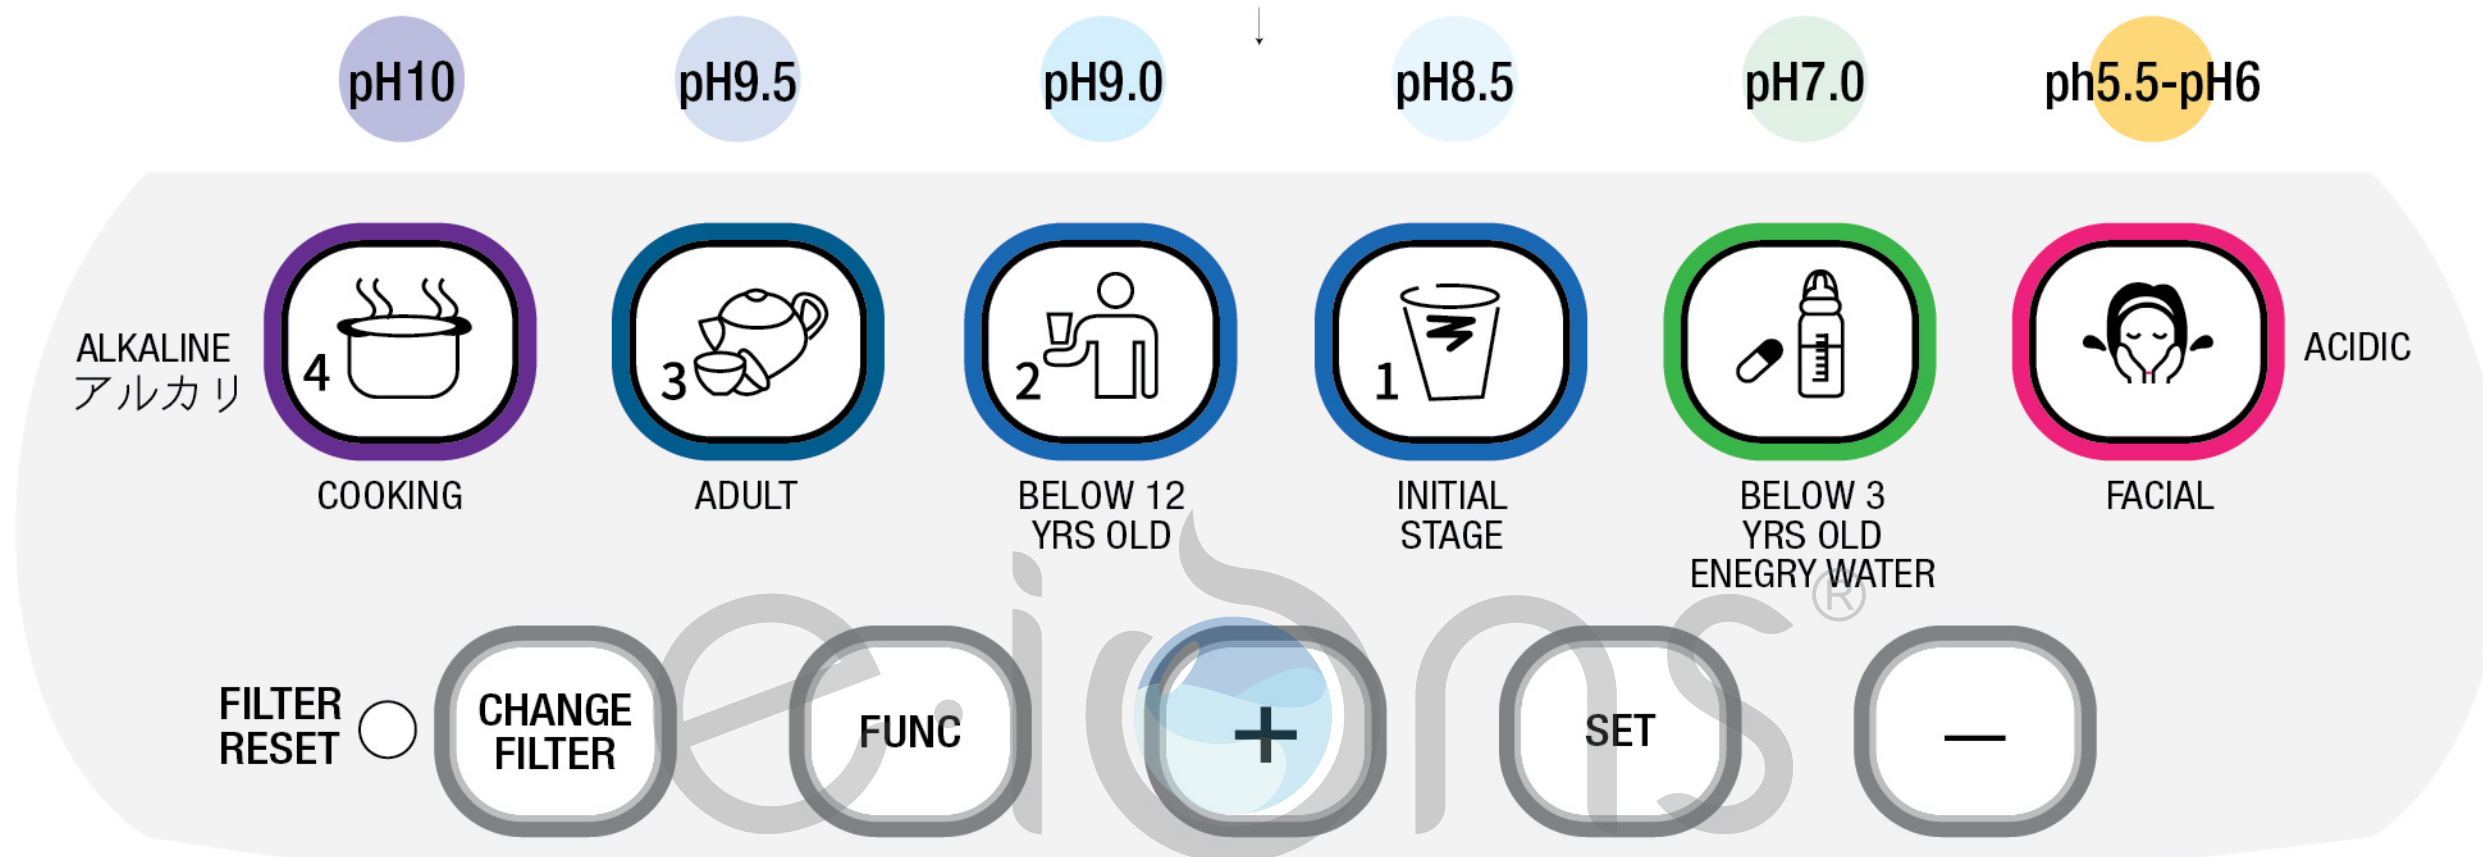 pH10
pH9.5
pH9.0
pH8.5
pH7.0
ph5.5-pH6
ALKALINE
アルカリ
4
3
2
1
ACIDIC
COOKING
ADULT
BELOW 12
YRS OLD
INITIAL
STAGE
BELOW 3
YRS OLD
ENEGRY WATER
FACIAL
FILTER
RESET
CHANGE
FILTER
FUNC
+
SET
—
e·ions®